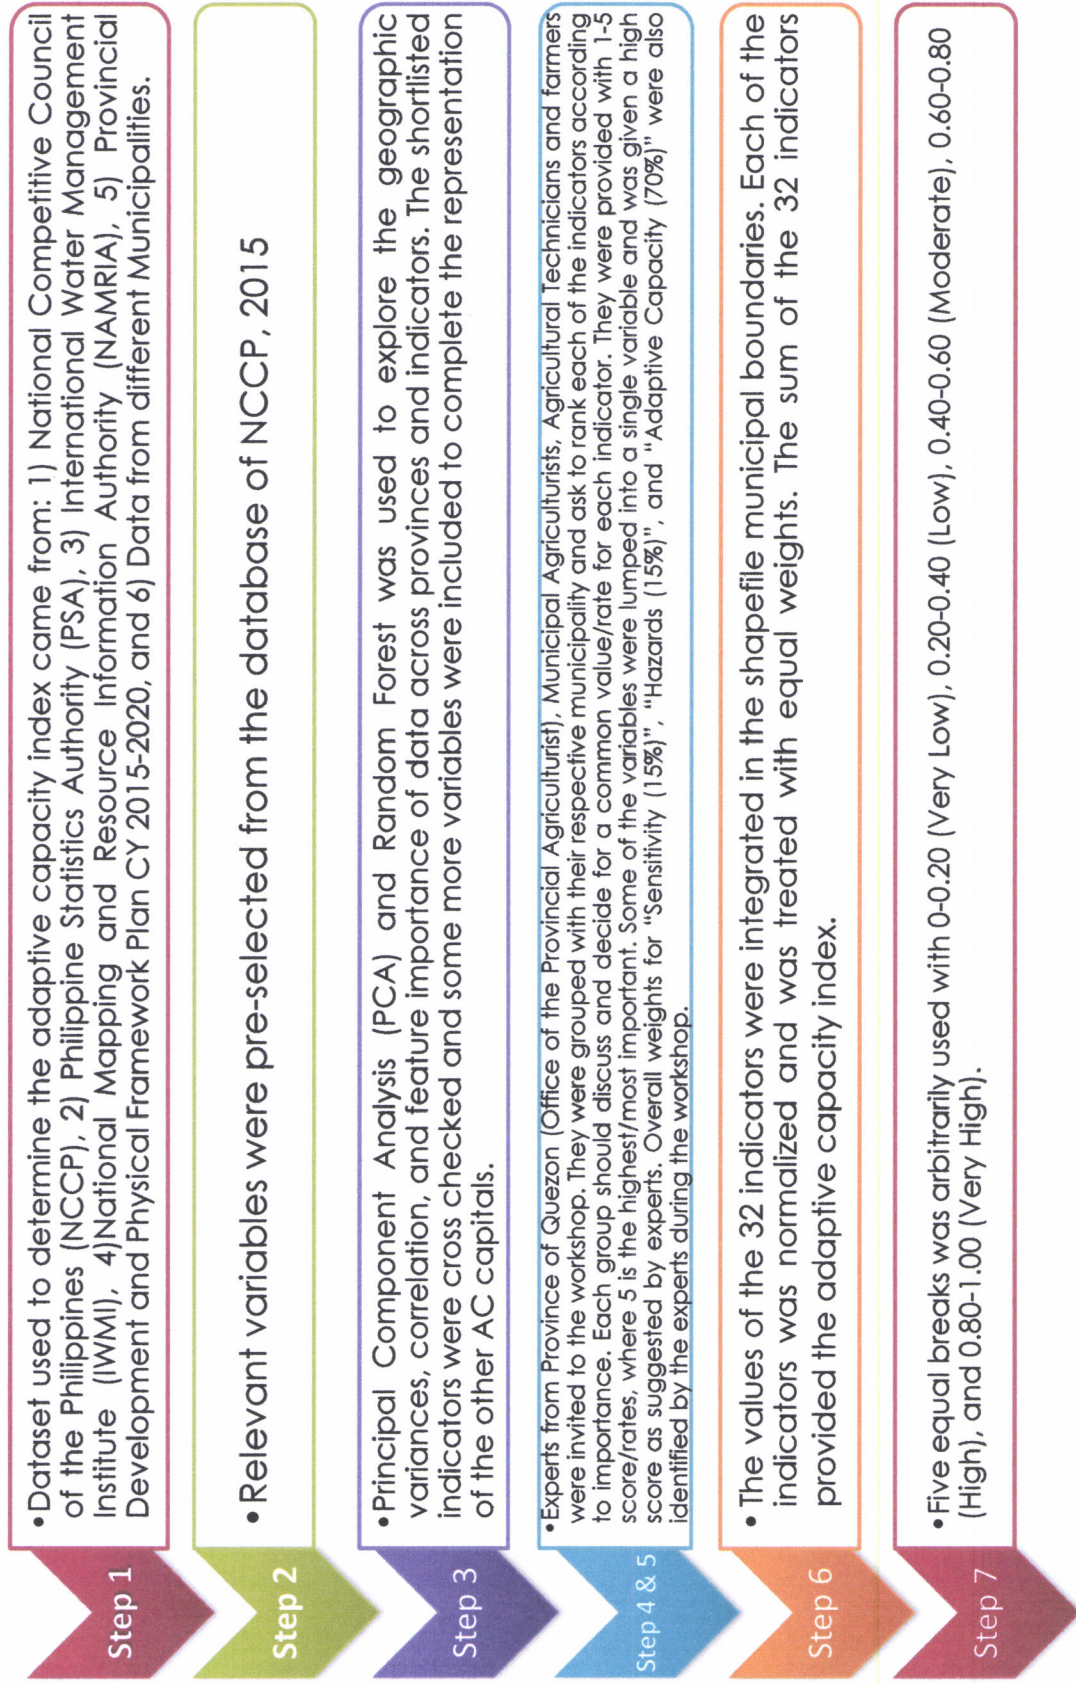 Step 1
•Dataset used to determine the adaptive capacity index came from: 1) National Competitive Council
of the Philippines (NCCP), 2) Philippine Statistics Authority (PSA), 3) International Water Management
Institute (IWMI), 4)National Mapping and Resource Information Authority (NAMRIA), 5) Provincial
Development and Physical Framework Plan CY 2015-2020, and 6) Data from different Municipalities.
Step 2
•Relevant variables were pre-selected from the database of NCCP, 2015
Step 3
•Principal Component Analysis (PCA) and Random Forest was used to explore the geographic
variances, correlation, and feature importance of data across provinces and indicators. The shortlisted
indicators were cross checked and some more variables were included to complete the representation
of the other AC capitals.
Step 4 & 5
•Experts from Province of Quezon (Office of the Provincial Agriculturist), Municipal Agriculturists, Agricultural Technicians and farmers
were invited to the workshop. They were grouped with their respective municipality and ask to rank each of the indicators according
to importance. Each group should discuss and decide for a common value/rate for each indicator. They were provided with 1-5
score/rates, where 5 is the highest/most important. Some of the variables were lumped into a single variable and was given a high
score as suggested by experts. Overall weights for "Sensitivity (15%)", "Hazards (15%)", and "Adaptive Capacity (70%)" were also
identified by the experts during the workshop.
Step 6
•The values of the 32 indicators were integrated in the shapefile municipal boundaries. Each of the
indicators was normalized and was treated with equal weights. The sum of the 32 indicators
provided the adaptive capacity index.
Step 7
•Five equal breaks was arbitrarily used with 0-0.20 (Very Low), 0.20-0.40 (Low), 0.40-0.60 (Moderate), 0.60-0.80
(High), and 0.80-1.00 (Very High).